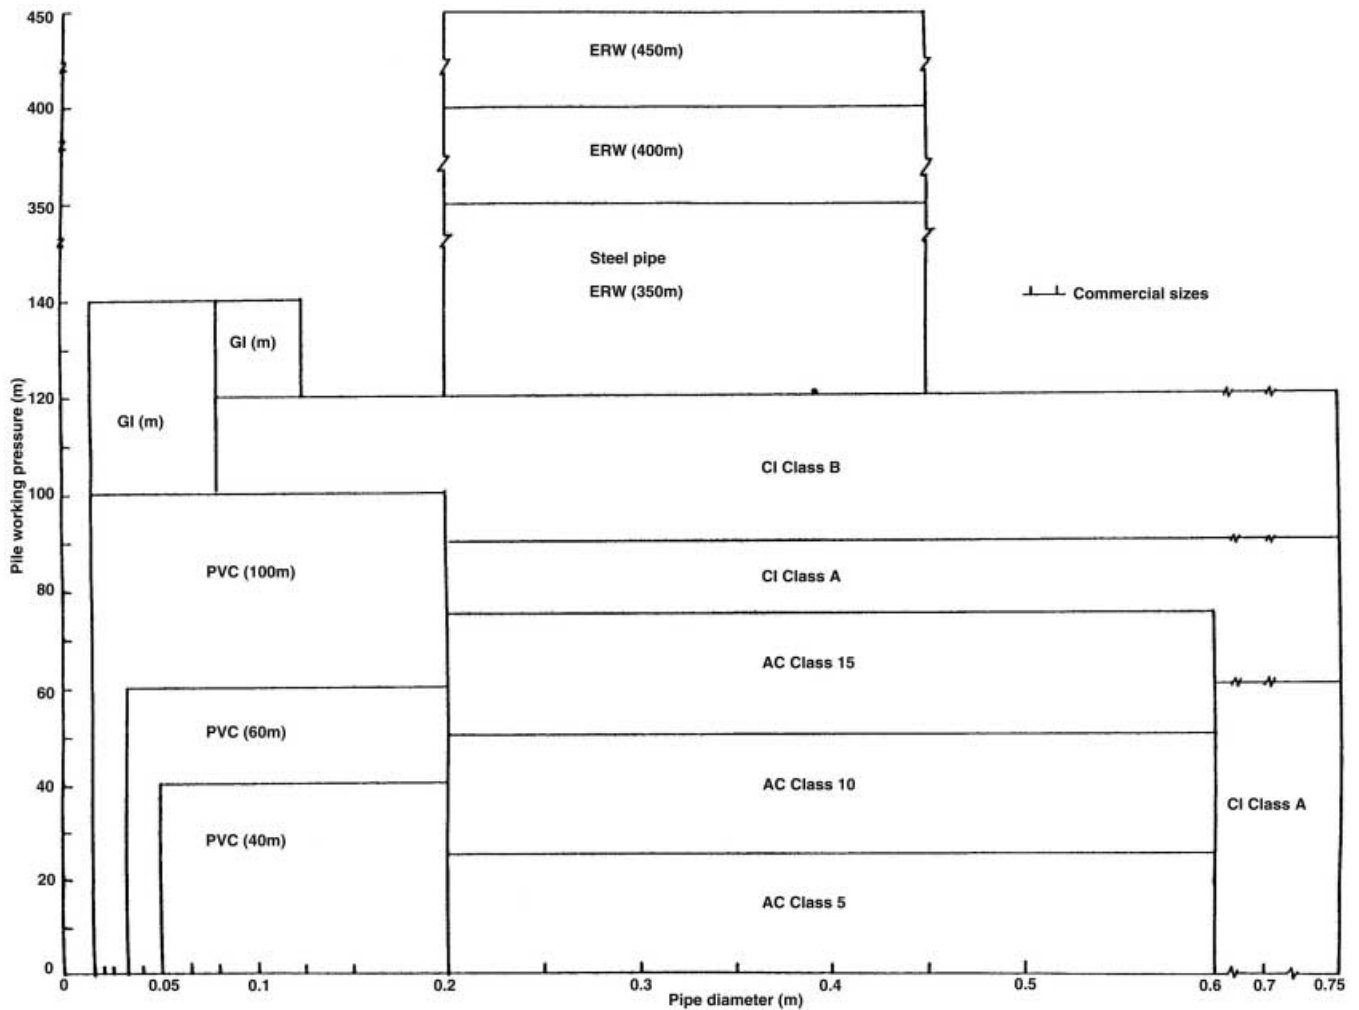 450
ERW (450m)
400
ERW (400m)
350
Steel pipe
ERW (350m)
Commercial sizes
140
GI (m)
120
GI (m)
CI Class B
100
PVC (100m)
CI Class A
80
AC Class 15
60
PVC (60m)
AC Class 10
40
CI Class A
PVC (40m)
20
AC Class 5
0
Pile working pressure (m)
0 0.05 0.1 0.2 0.3 0.4 0.5 0.6 0.7 0.75
Pipe diameter (m)